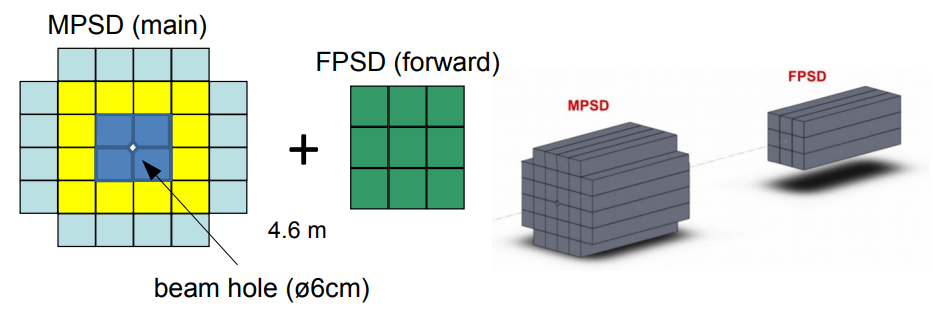 MPSD (main)
FPSD (forward)
+
4.6 m
beam hole (ø6cm)
MPSD
FPSD